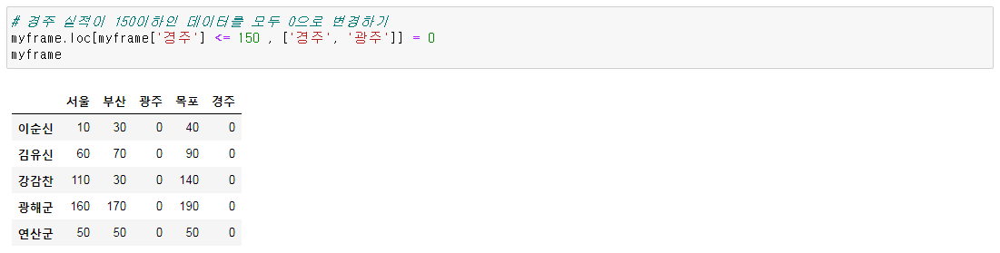 # 경주 실적이 150이하인 데이터를 모두 0으로 변경하기
myframe.loc[myframe['경주'] <= 150 , ['경주', '광주']] = 0
myframe
서울 부산 광주 목포 경주
이순신 10 30 0 40 0
김유신 60 70 0 90 0
강감찬 110 30 0 140 0
광해군 160 170 0 190 0
연산군 50 50 0 50 0